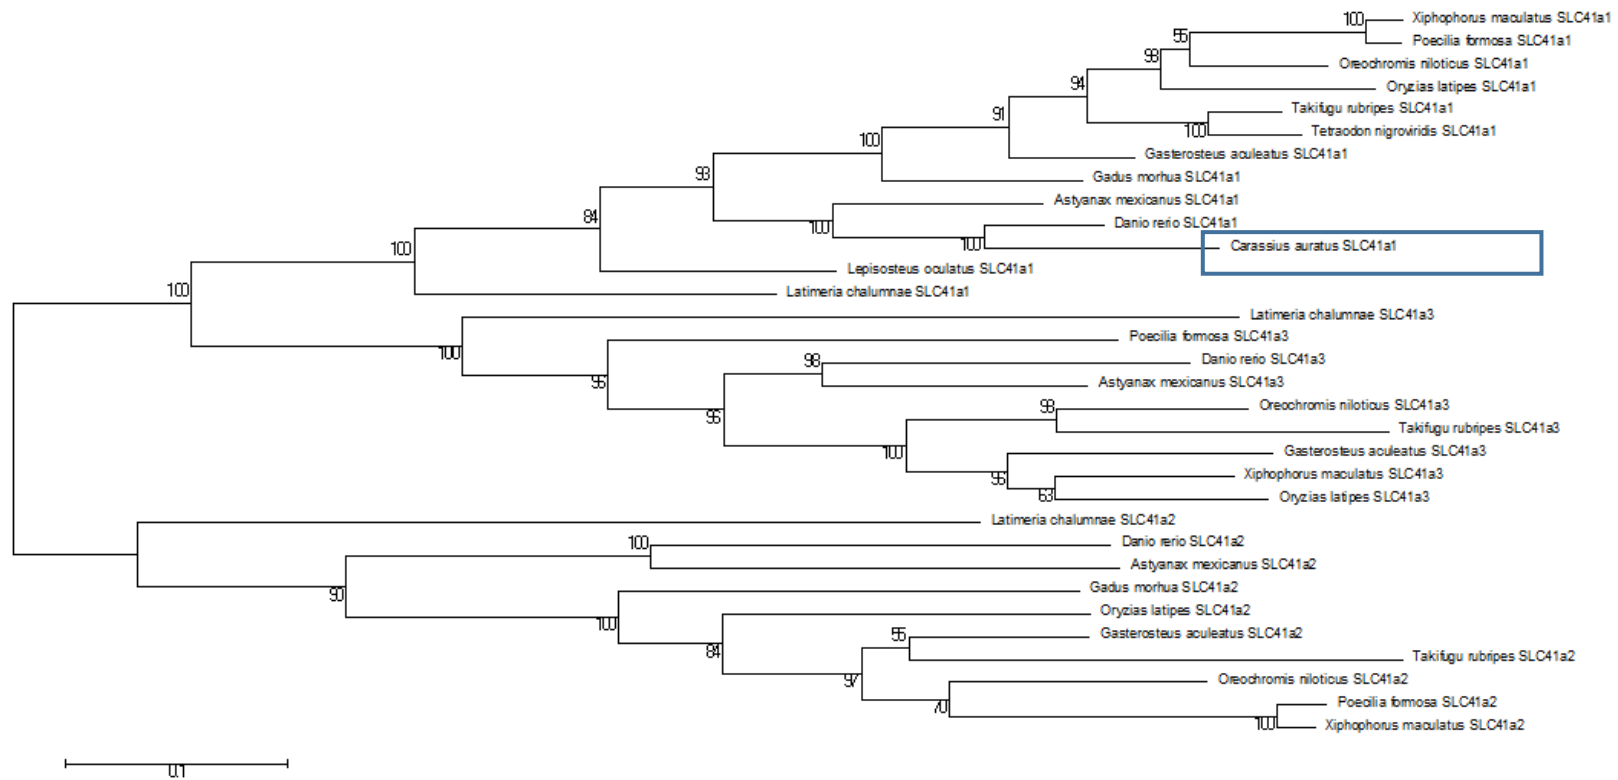 100
Xiphophorus maculatus SLC41a1
55
Poecilia formosa SLC41a1
98
Oreochromis niloticus SLC41a1
94
Oryzias latipes SLC41a1
91
Takifugu rubripes SLC41a1
100
Tetraodon nigroviridis SLC41a1
100
Gasterosteus aculeatus SLC41a1
93
Gadus morhua SLC41a1
84
Astyanax mexicanus SLC41a1
100
Danio rerio SLC41a1
100
100
Carassius auratus SLC41a1
Lepisosteus oculatus SLC41a1
100
Latimeria chalumnae SLC41a1
Latimeria chalumnae SLC41a3
100
Poecilia formosa SLC41a3
98
Danio rerio SLC41a3
96
Astyanax mexicanus SLC41a3
98
Oreochromis niloticus SLC41a3
96
Takifugu rubripes SLC41a3
100
Gasterosteus aculeatus SLC41a3
96
Xiphophorus maculatus SLC41a3
63
Oryzias latipes SLC41a3
Latimeria chalumnae SLC41a2
100
Danio rerio SLC41a2
Astyanax mexicanus SLC41a2
90
Gadus morhua SLC41a2
100
Oryzias latipes SLC41a2
55
Gasterosteus aculeatus SLC41a2
84
Takifugu rubripes SLC41a2
97
Oreochromis niloticus SLC41a2
70
Poecilia formosa SLC41a2
100
Xiphophorus maculatus SLC41a2
0.1